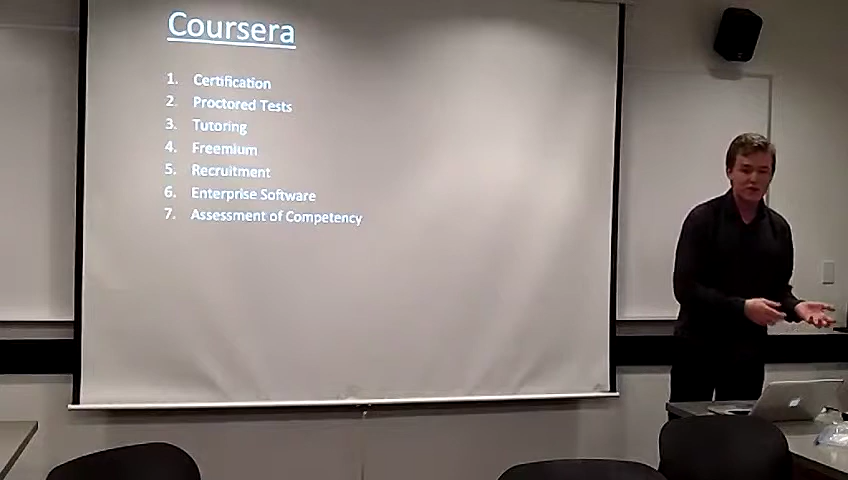 Coursera
1. Certification
2. Proctored Tests
3. Tutoring
4. Freemium
5. Recruitment
6. Enterprise Software
7. Assessment of Competency